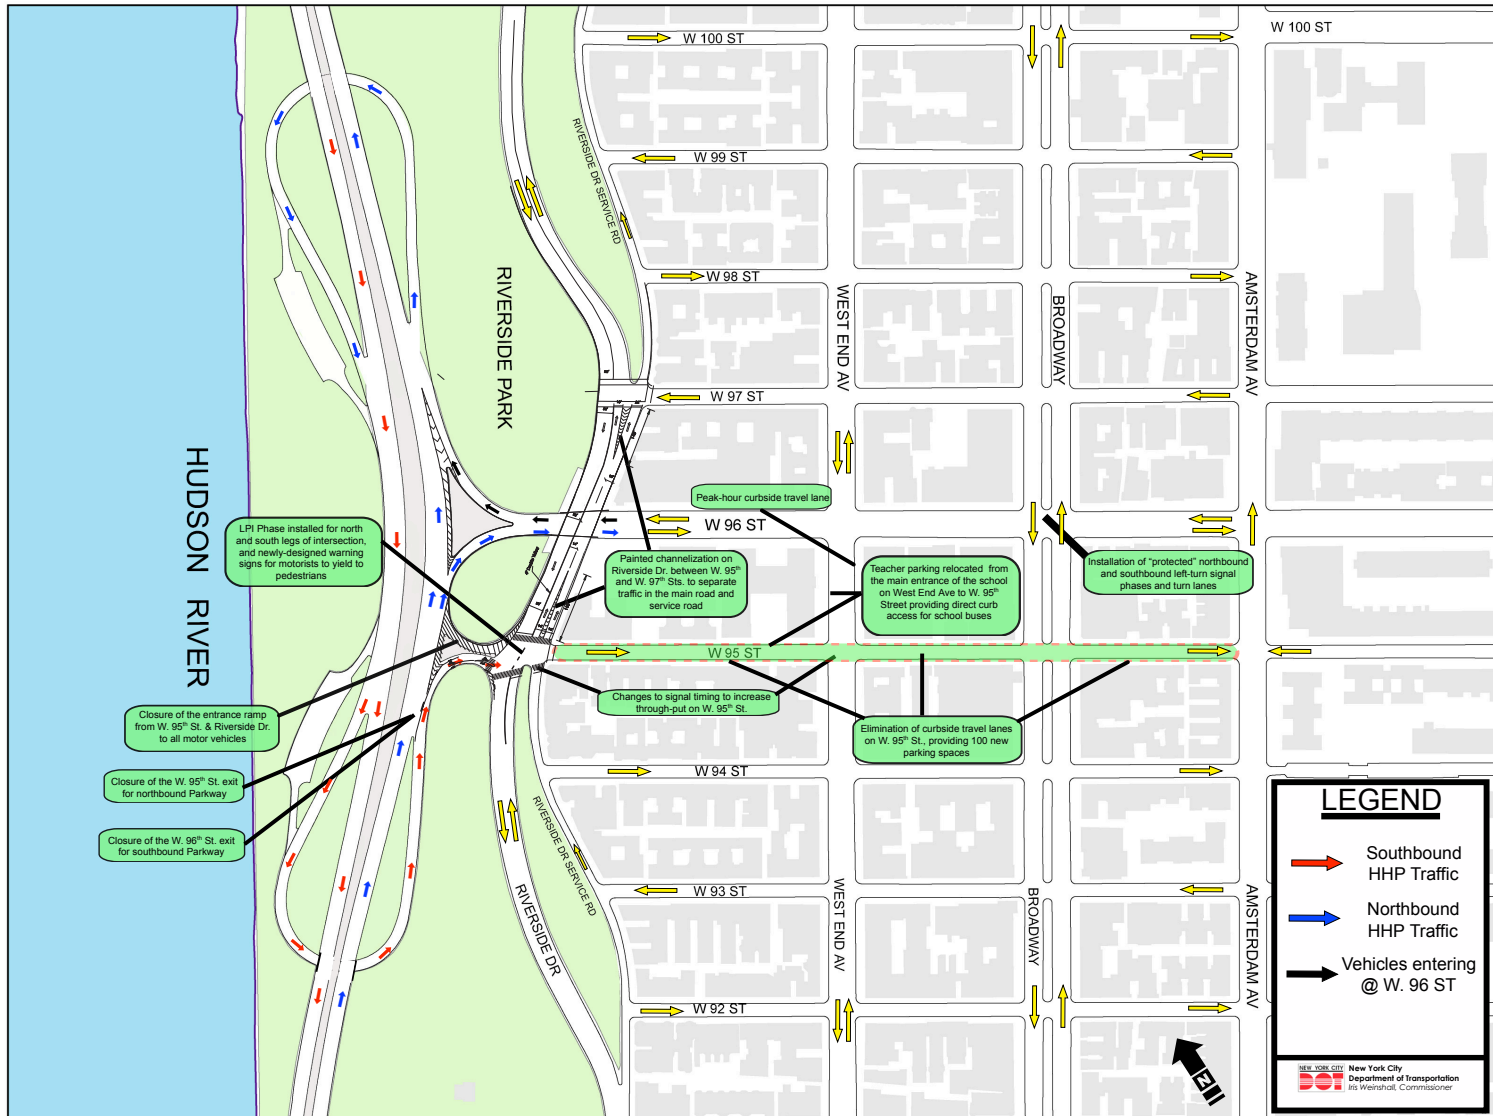 W 100 ST
W 100 ST
RIVERSIDE DR SERVICE RD
W 99 ST
W 98 ST
RIVERSIDE PARK
WEST END AV
BROADWAY
AMSTERDAM AV
W 97 ST
HUDSON RIVER
Peak-hour curbside travel lane
W 96 ST
LPI Phase installed for north
and south legs of intersection,
and newly-designed warning
signs for motorists to yield to
pedestrians
Painted channelization on
Riverside Dr. between W. 95th
and W. 97th Sts. to separate
traffic in the main road and
service road
Teacher parking relocated from
the main entrance of the school
on West End Ave to W. 95th
Street providing direct curb
access for school buses
Installation of “protected” northbound
and southbound left-turn signal
phases and turn lanes
W 95 ST
Changes to signal timing to increase
through-put on W. 95th St.
Closure of the entrance ramp
from W. 95th St. & Riverside Dr.
to all motor vehicles
Elimination of curbside travel lanes
on W. 95th St., providing 100 new
parking spaces
Closure of the W. 95th St. exit
for northbound Parkway
W 94 ST
Closure of the W. 96th St. exit
for southbound Parkway
RIVERSIDE DR SERVICE RD
RIVERSIDE DR
W 93 ST
WEST END AV
BROADWAY
AMSTERDAM AV
W 92 ST
LEGEND
Southbound
HHP Traffic
Northbound
HHP Traffic
Vehicles entering
@ W. 96 ST
N
NEW YORK CITY
DOT
New York City
Department of Transportation
Iris Weinshall, Commissioner